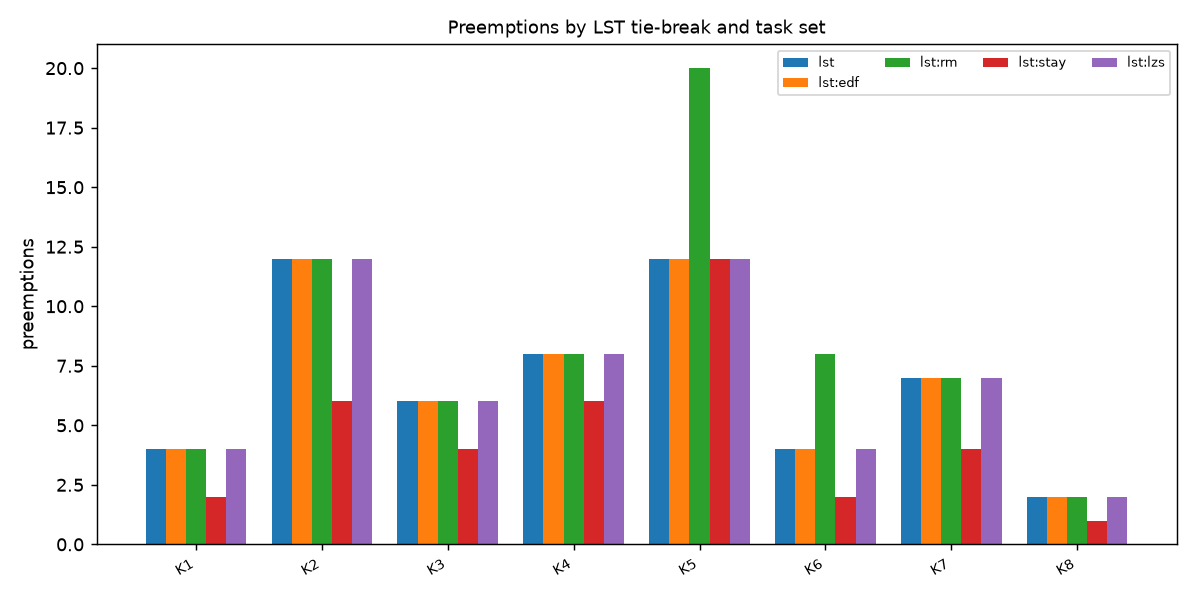 Preemptions by LST tie-break and task set
lst
lst:edf
lst:rm
lst:stay
lst:lzs
preemptions
20.0
17.5
15.0
12.5
10.0
7.5
5.0
2.5
0.0
K1 K2 K3 K4 K5 K6 K7 K8